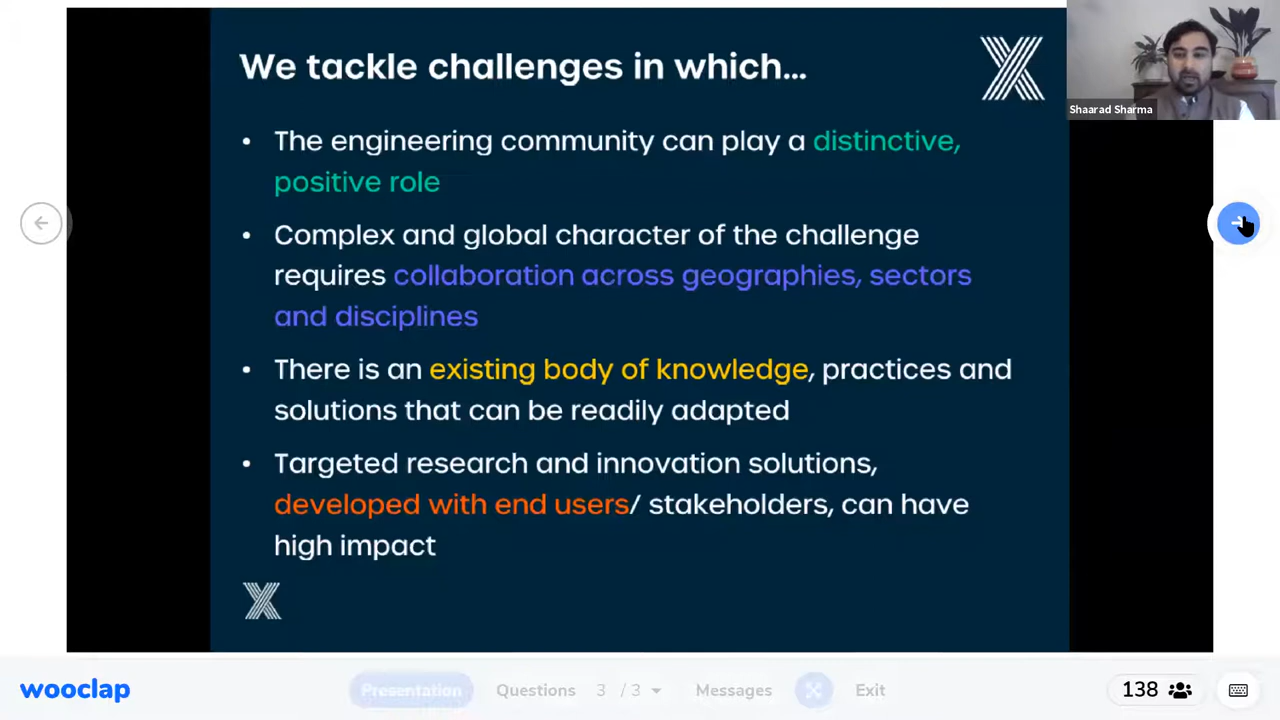 We tackle challenges in which...
Shaarad Sharma
• The engineering community can play a distinctive,
positive role
• Complex and global character of the challenge
requires collaboration across geographies, sectors
and disciplines
• There is an existing body of knowledge, practices and
solutions that can be readily adapted
• Targeted research and innovation solutions,
developed with end users/ stakeholders, can have
high impact
wooclap
Presentation
Questions 3 / 3
Messages
Exit
138